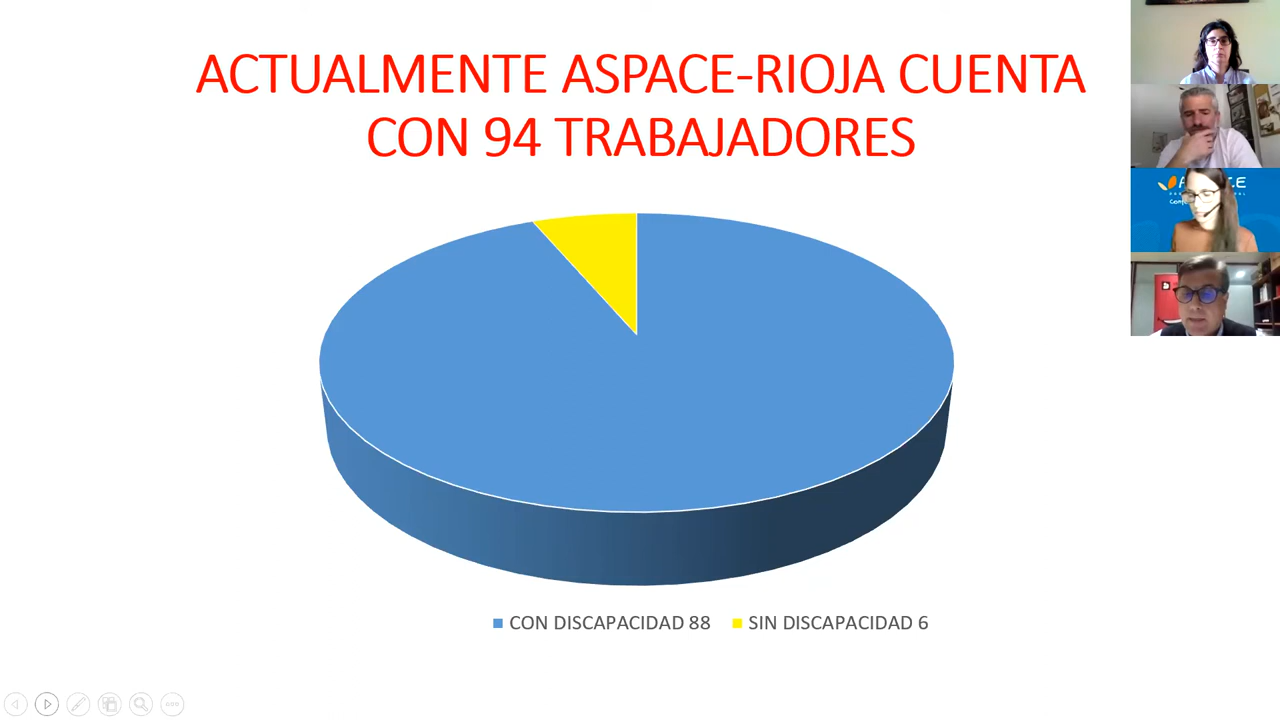 ACTUALMENTE ASPACE-RIOJA CUENTA
CON 94 TRABAJADORES
CON DISCAPACIDAD 88
SIN DISCAPACIDAD 6